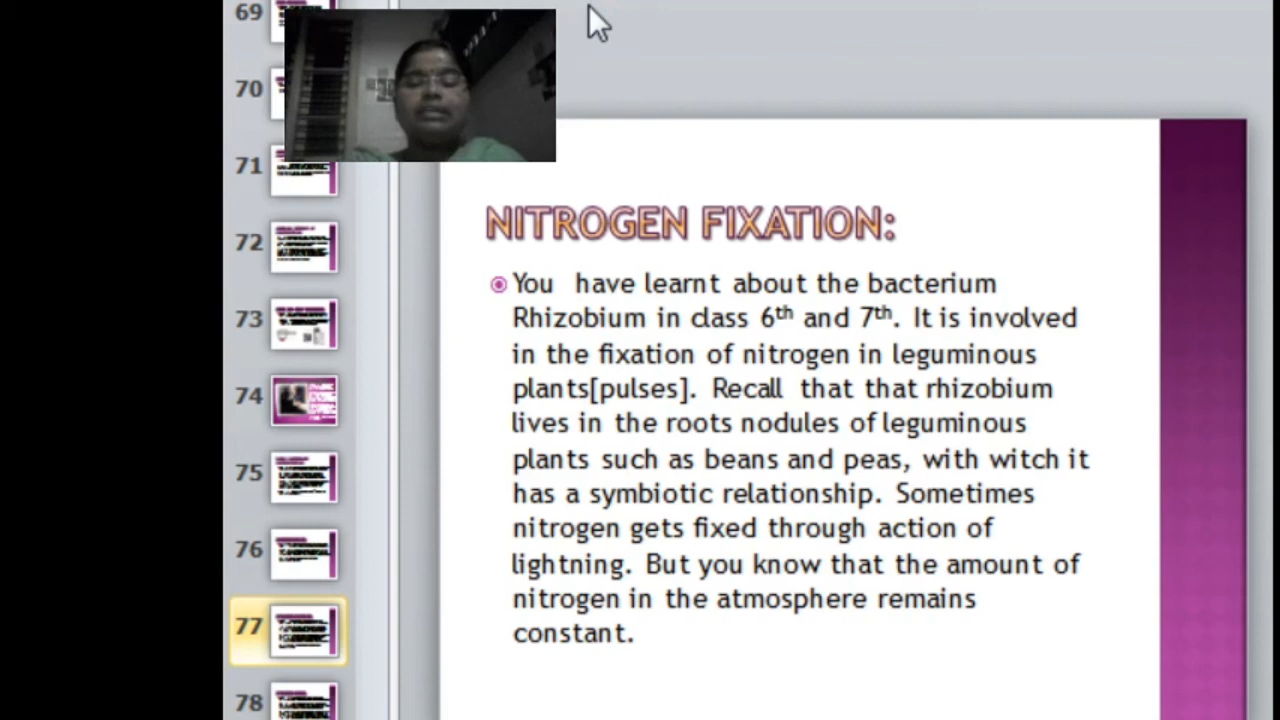 69
70
71
72
73
74
75
76
77
78
NITROGEN FIXATION:
You have learnt about the bacterium
Rhizobium in class 6th and 7th. It is involved
in the fixation of nitrogen in leguminous
plants[pulses]. Recall that that rhizobium
lives in the roots nodules of leguminous
plants such as beans and peas, with witch it
has a symbiotic relationship. Sometimes
nitrogen gets fixed through action of
lightning. But you know that the amount of
nitrogen in the atmosphere remains
constant.